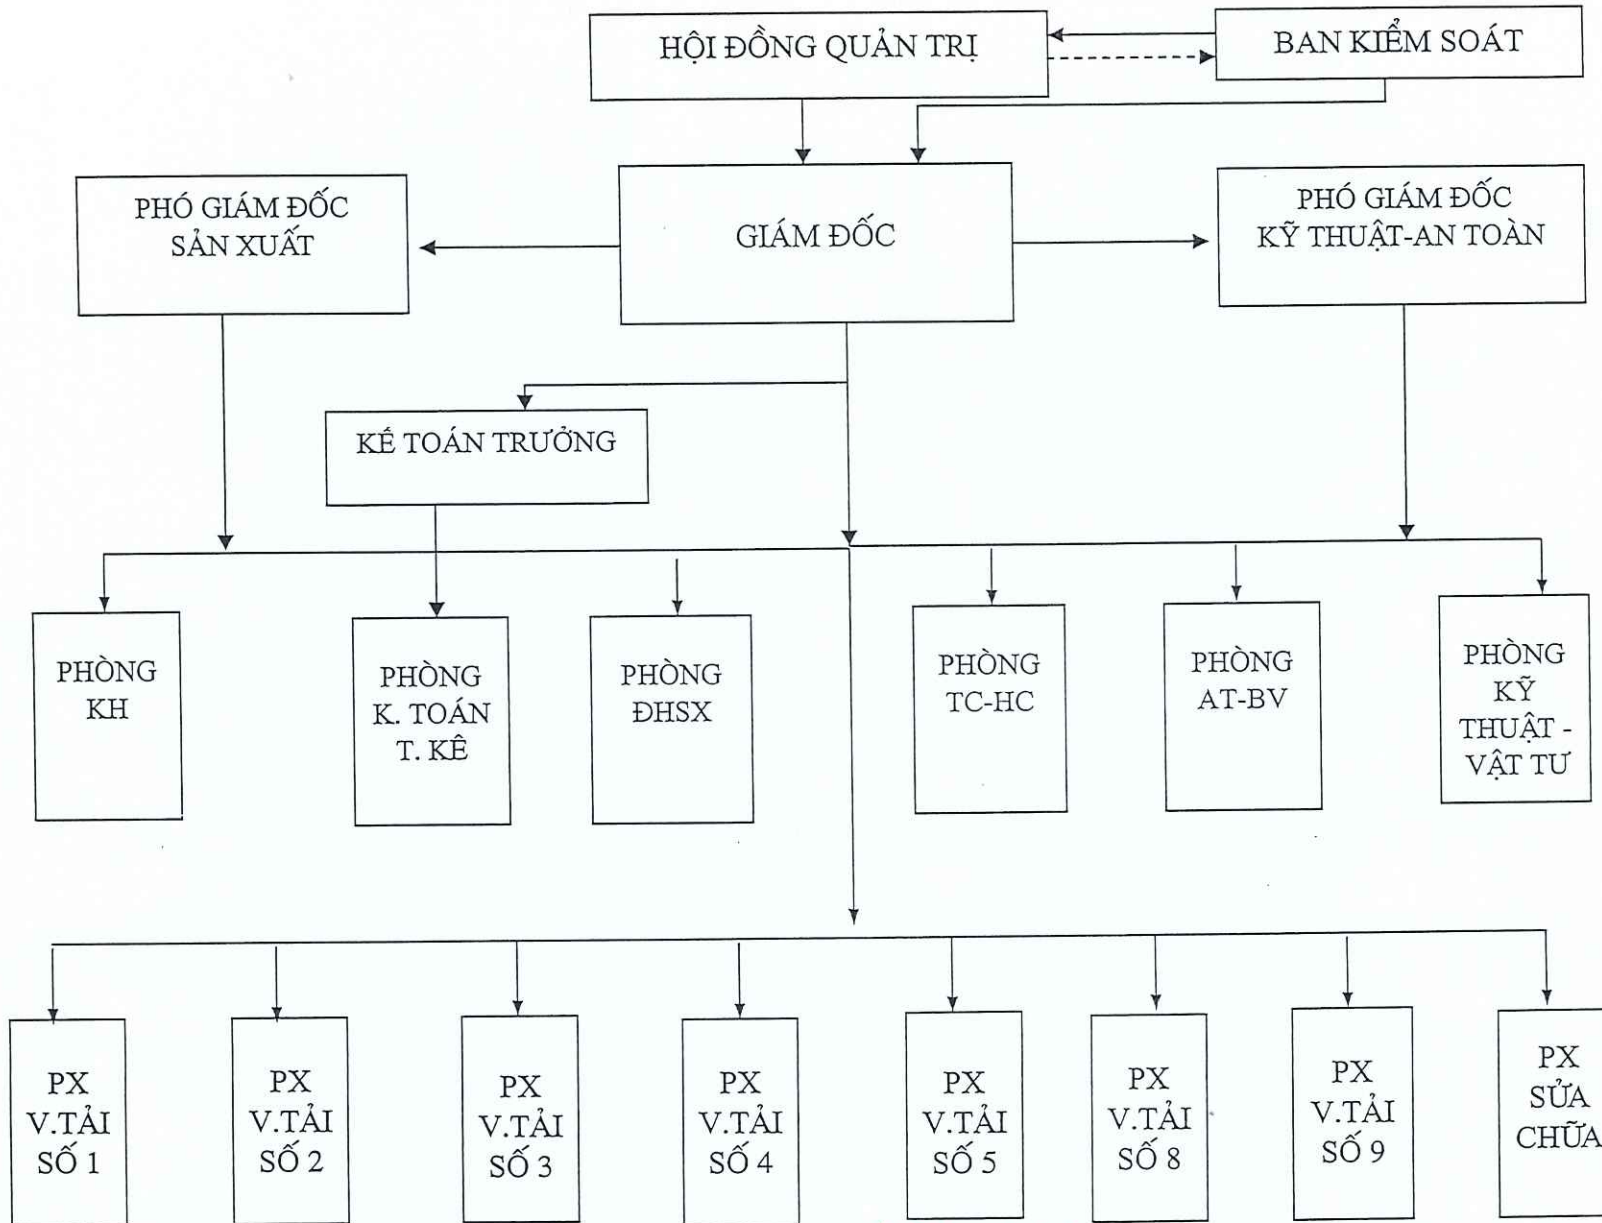 HỘI ĐỒNG QUẢN TRỊ
BAN KIỂM SOÁT
PHÓ GIÁM ĐỐC
SẢN XUẤT
GIÁM ĐỐC
PHÓ GIÁM ĐỐC
KỸ THUẬT-AN TOÀN
KẾ TOÁN TRƯỞNG
PHÒNG
KH
PHÒNG
K. TOÁN
T. KÊ
PHÒNG
ĐHSX
PHÒNG
TC-HC
PHÒNG
AT-BV
PHÒNG
KỸ
THUẬT -
VẬT TƯ
PX
V.TẢI
SỐ 1
PX
V.TẢI
SỐ 2
PX
V.TẢI
SỐ 3
PX
V.TẢI
SỐ 4
PX
V.TẢI
SỐ 5
PX
V.TẢI
SỐ 8
PX
V.TẢI
SỐ 9
PX
SỬA
CHỮA